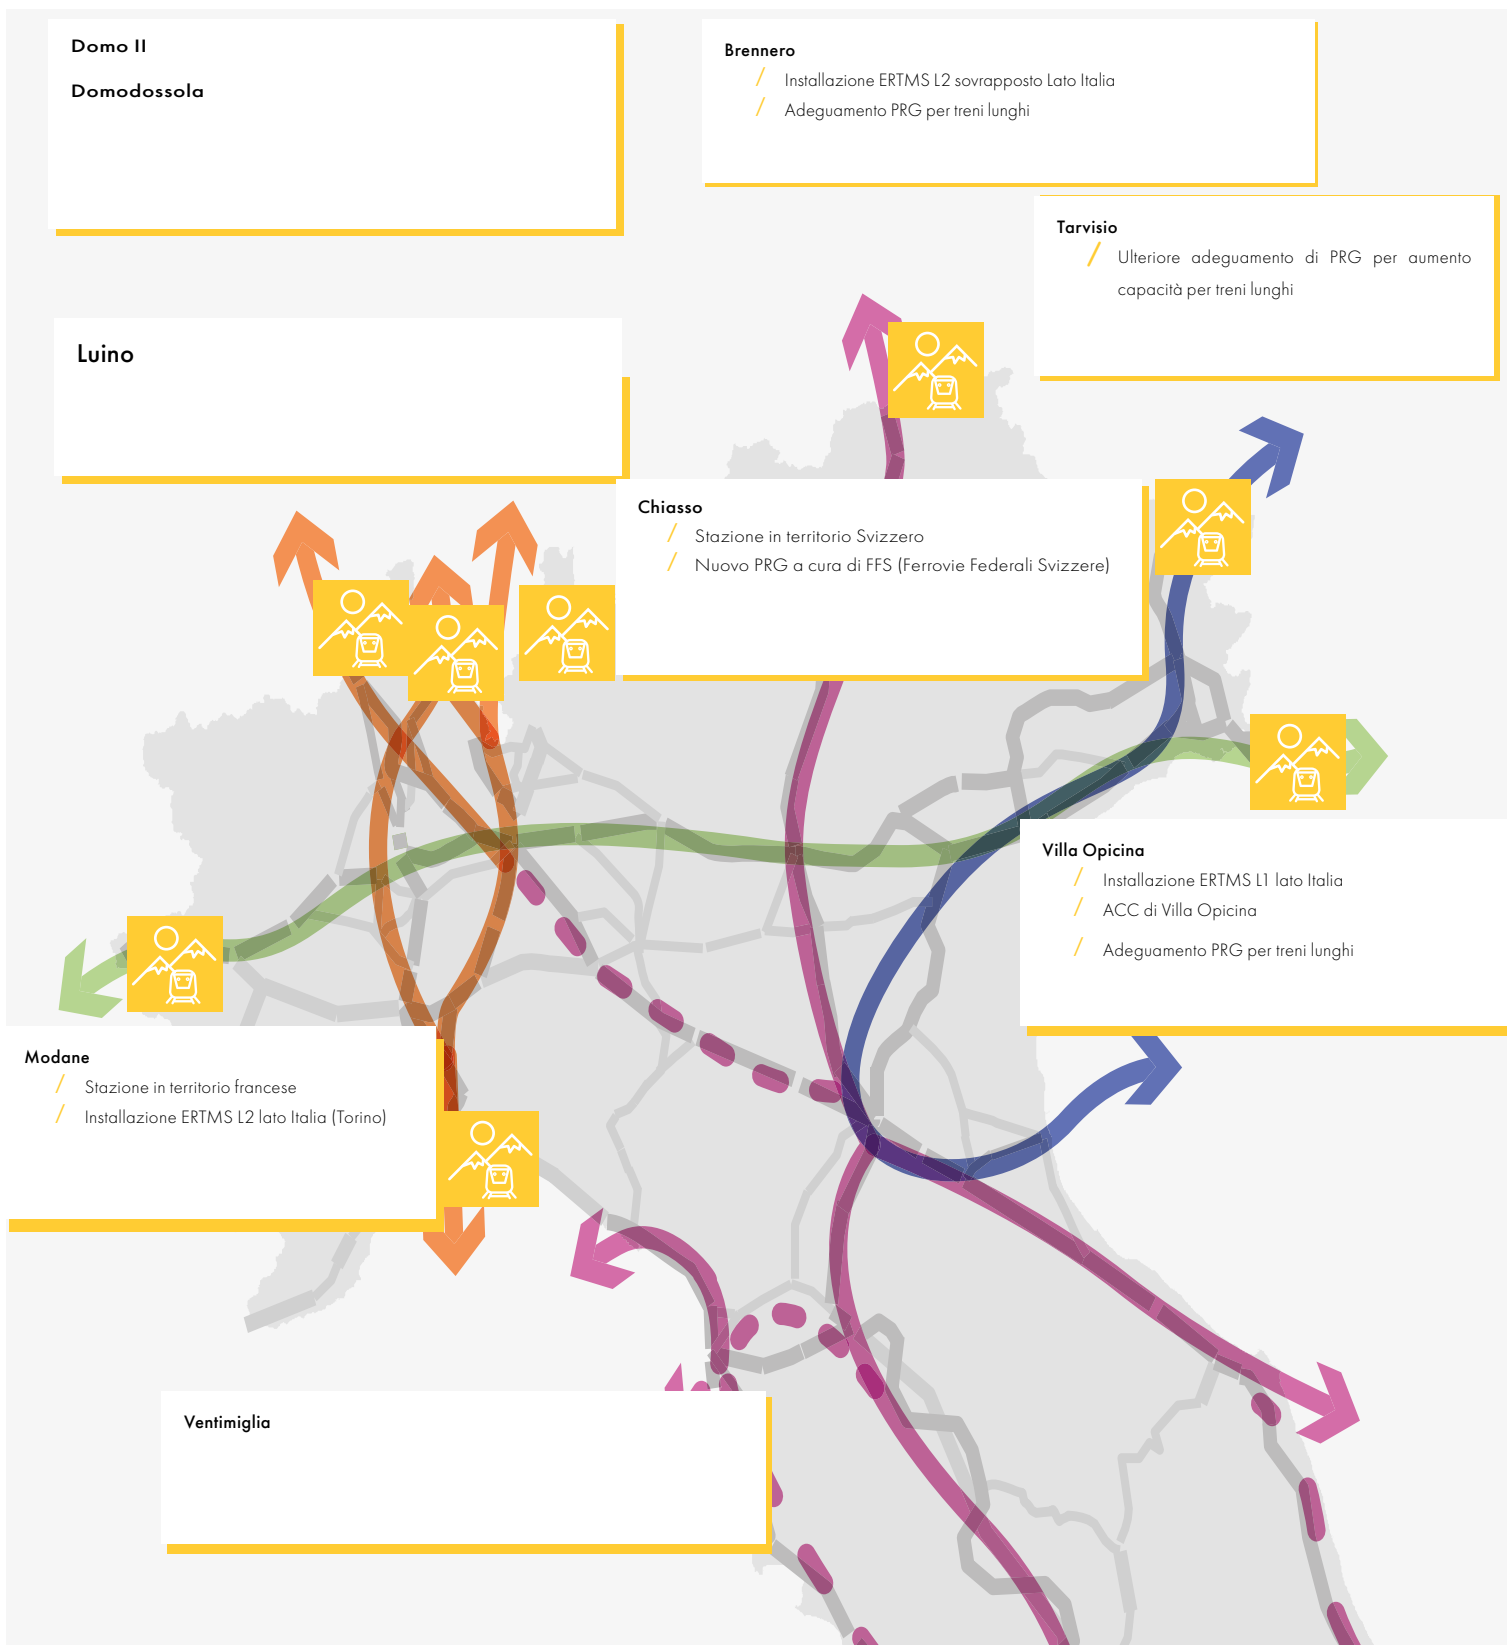 Domo II
Domodossola
Brennero
/ Installazione ERTMS L2 sovrapposto Lato Italia
/ Adeguamento PRG per treni lunghi
Tarvisio
/ Ulteriore adeguamento di PRG per aumento
capacità per treni lunghi
Luino
Chiasso
/ Stazione in territorio Svizzero
/ Nuovo PRG a cura di FFS (Ferrovie Federali Svizzere)
Villa Opicina
/ Installazione ERTMS L1 lato Italia
/ ACC di Villa Opicina
/ Adeguamento PRG per treni lunghi
Modane
/ Stazione in territorio francese
/ Installazione ERTMS L2 lato Italia (Torino)
Ventimiglia